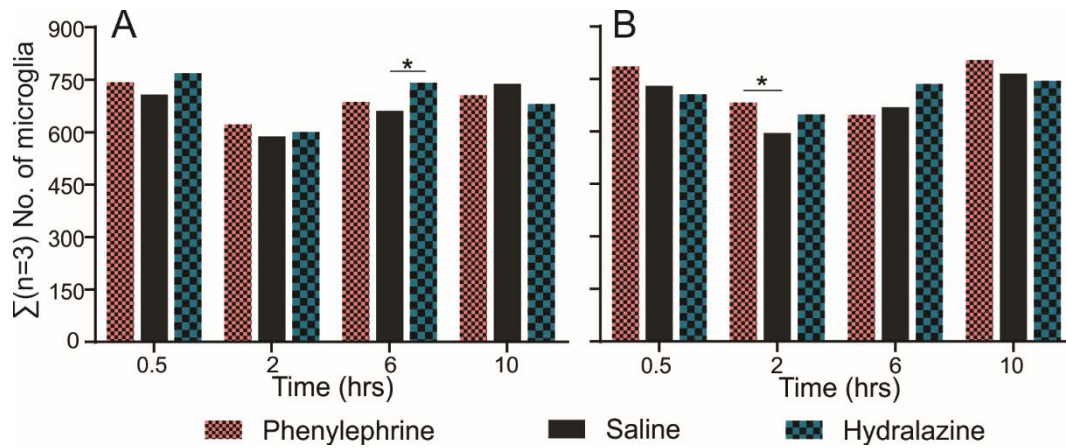 A
B
∑(n=3) No. of microglia
900
750
600
450
300
150
0
*
*
0.5 2 6 10
0.5 2 6 10
Time (hrs)
Time (hrs)
Phenylephrine Saline Hydralazine